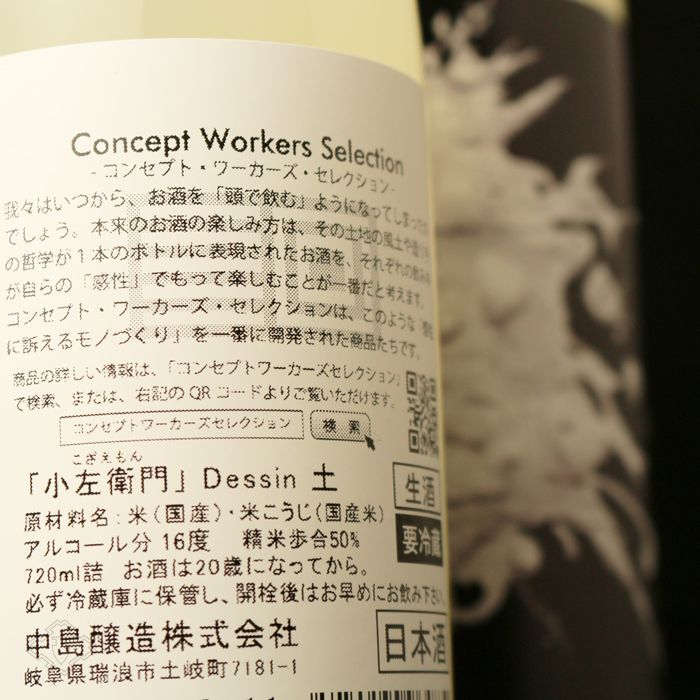 Concept Workers Selection
- コンセプト・ワーカーズ・セレクション -
我々はいつから、お酒を「頭で飲む」ようになってしまった
でしょう。本来のお酒の楽しみ方は、その土地の風土や
の哲学が1本のボトルに表現されたお酒を、それぞれの飲み
が自らの「感性」でもって楽しむことが一番だと考えます。
コンセプト・ワーカーズ・セレクションは、このような「感性
に訴えるモノづくり」を一番に開発された商品たちです。
商品の詳しい情報は、「コンセプトワーカーズセレクション」
で検索、または、右記のQRコードよりご覧いただけます。
コンセプトワーカーズセレクション 検索
こざえもん
「小左衛門」Dessin 土
生酒
原材料名:米(国産)・米こうじ(国産米)
アルコール分 16度 精米歩合50%
要冷蔵
720ml詰 お酒は20歳になってから。
必ず冷蔵庫に保管し、開栓後はお早めにお飲み下さい。
中島醸造株式会社
日本酒
岐阜県瑞浪市土岐町7181-1